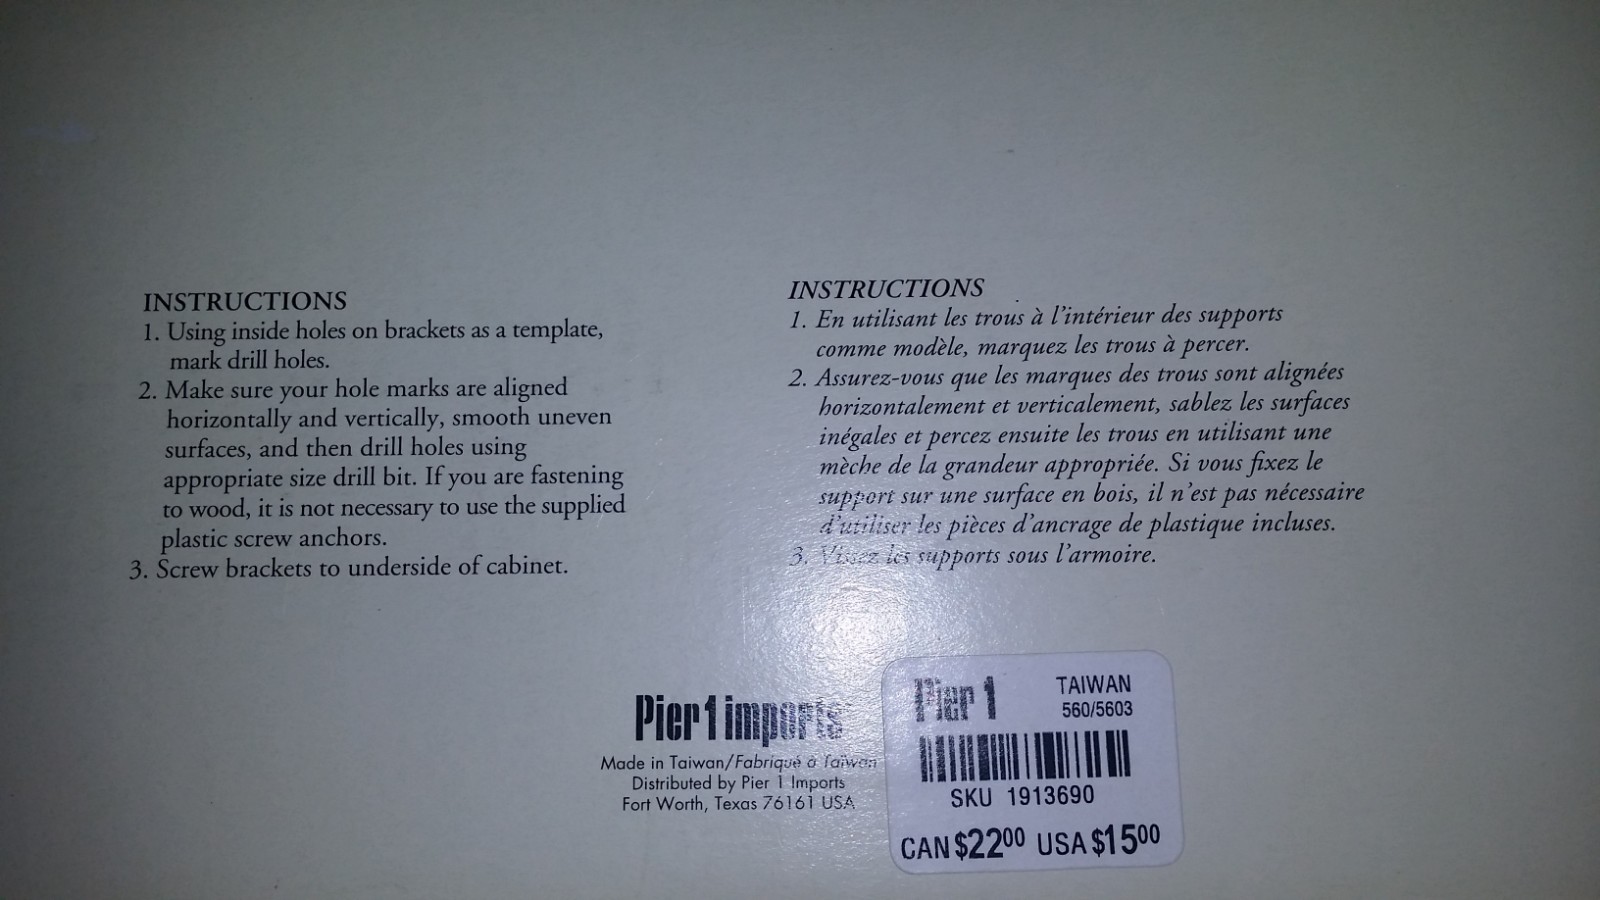 INSTRUCTIONS
1. Using inside holes on brackets as a template,
mark drill holes.
2. Make sure your hole marks are aligned
horizontally and vertically, smooth uneven
surfaces, and then drill holes using
appropriate size drill bit. If you are fastening
to wood, it is not necessary to use the supplied
plastic screw anchors.
3. Screw brackets to underside of cabinet.
INSTRUCTIONS
1. En utilisant les trous à l'intérieur des supports
comme modèle, marquez les trous à percer.
2. Assurez-vous que les marques des trous sont alignées
horizontalement et verticalement, sablez les surfaces
inégales et percez ensuite les trous en utilisant une
mèche de la grandeur appropriée. Si vous fixez le
support sur une surface en bois, il n'est pas nécessaire
d'utiliser les pièces d'ancrage de plastique incluses.
3. Vissez les supports sous l'armoire.
Pier 1 imports
Made in Taiwan/Fabriqué à Taïwan
Distributed by Pier 1 Imports
Fort Worth, Texas 76161 USA
Pier 1
TAIWAN
560/5603
SKU 1913690
CAN $22.00 USA $15.00